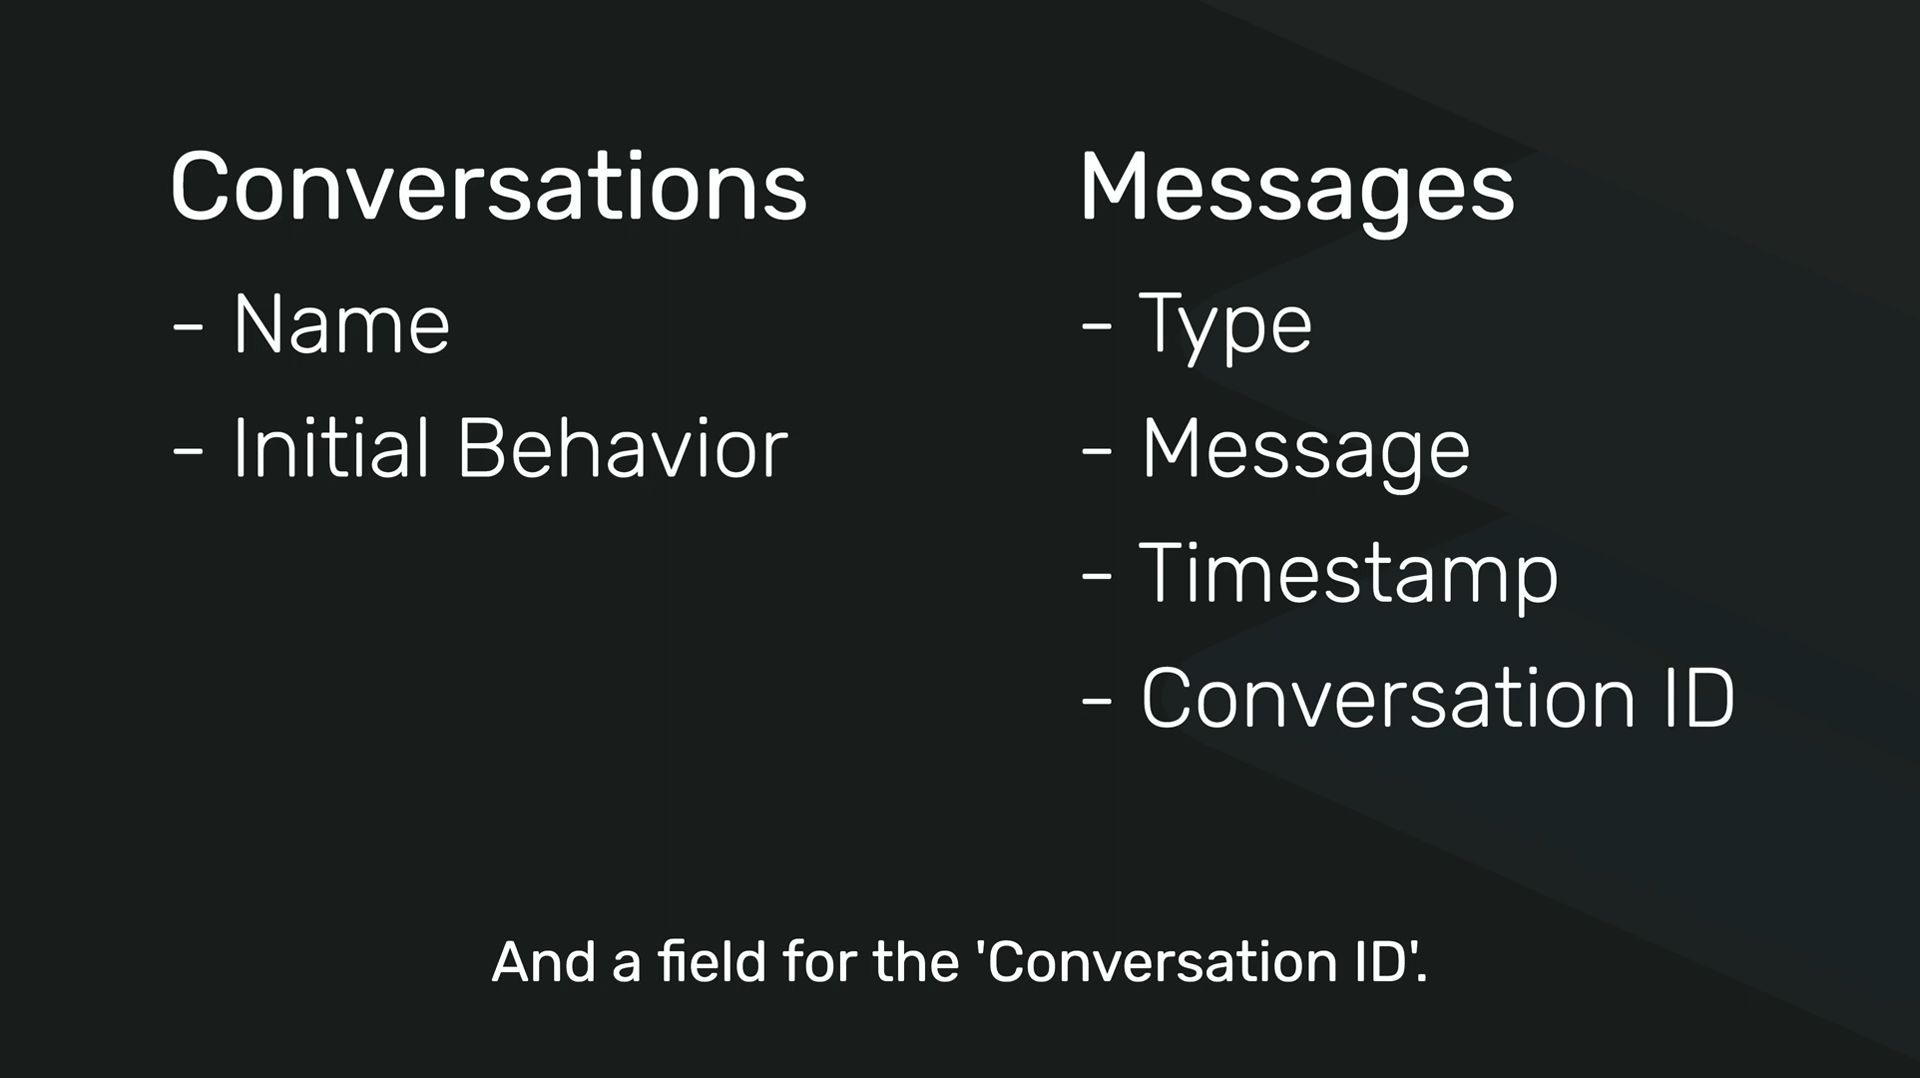 Conversations
- Name
- Initial Behavior
Messages
- Type
- Message
- Timestamp
- Conversation ID
And a field for the 'Conversation ID'.